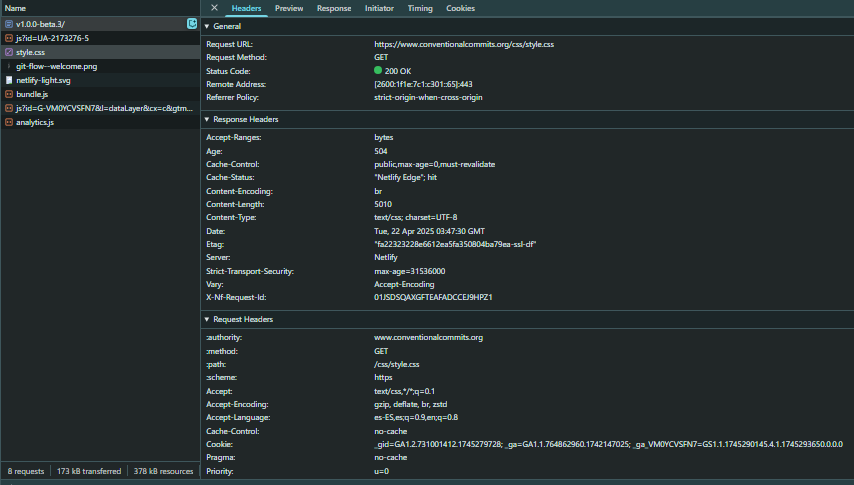 Name
v1.0.0-beta.3/
js?id=UA-2173276-5
style.css
git-flow--welcome.png
netlify-light.svg
bundle.js
js?id=G-VM0YCVSFN7&l=dataLayer&cx=c&gtm...
analytics.js
8 requests 173 kB transferred 378 kB resources
Headers Preview Response Initiator Timing Cookies
General
Request URL: https://www.conventionalcommits.org/css/style.css
Request Method: GET
Status Code: 200 OK
Remote Address: [2600:1f1e:7c1:c301::65]:443
Referrer Policy: strict-origin-when-cross-origin
Response Headers
Accept-Ranges: bytes
Age: 504
Cache-Control: public,max-age=0,must-revalidate
Cache-Status: "Netlify Edge"; hit
Content-Encoding: br
Content-Length: 5010
Content-Type: text/css; charset=UTF-8
Date: Tue, 22 Apr 2025 03:47:30 GMT
Etag: "fa22323228e6612ea5fa350804ba79ea-ssl-df"
Server: Netlify
Strict-Transport-Security: max-age=31536000
Vary: Accept-Encoding
X-Nf-Request-Id: 01JSDSQAXGFTEAFADCCEJ9HPZ1
Request Headers
:authority: www.conventionalcommits.org
:method: GET
:path: /css/style.css
:scheme: https
Accept: text/css,*/*;q=0.1
Accept-Encoding: gzip, deflate, br, zstd
Accept-Language: es-ES,es;q=0.9,en;q=0.8
Cache-Control: no-cache
Cookie: _gid=GA1.2.731001412.1745279728; _ga=GA1.1.764862960.1742147025; _ga_VM0YCVSFN7=GS1.1.1745290145.4.1.1745293650.0.0.0
Pragma: no-cache
Priority: u=0